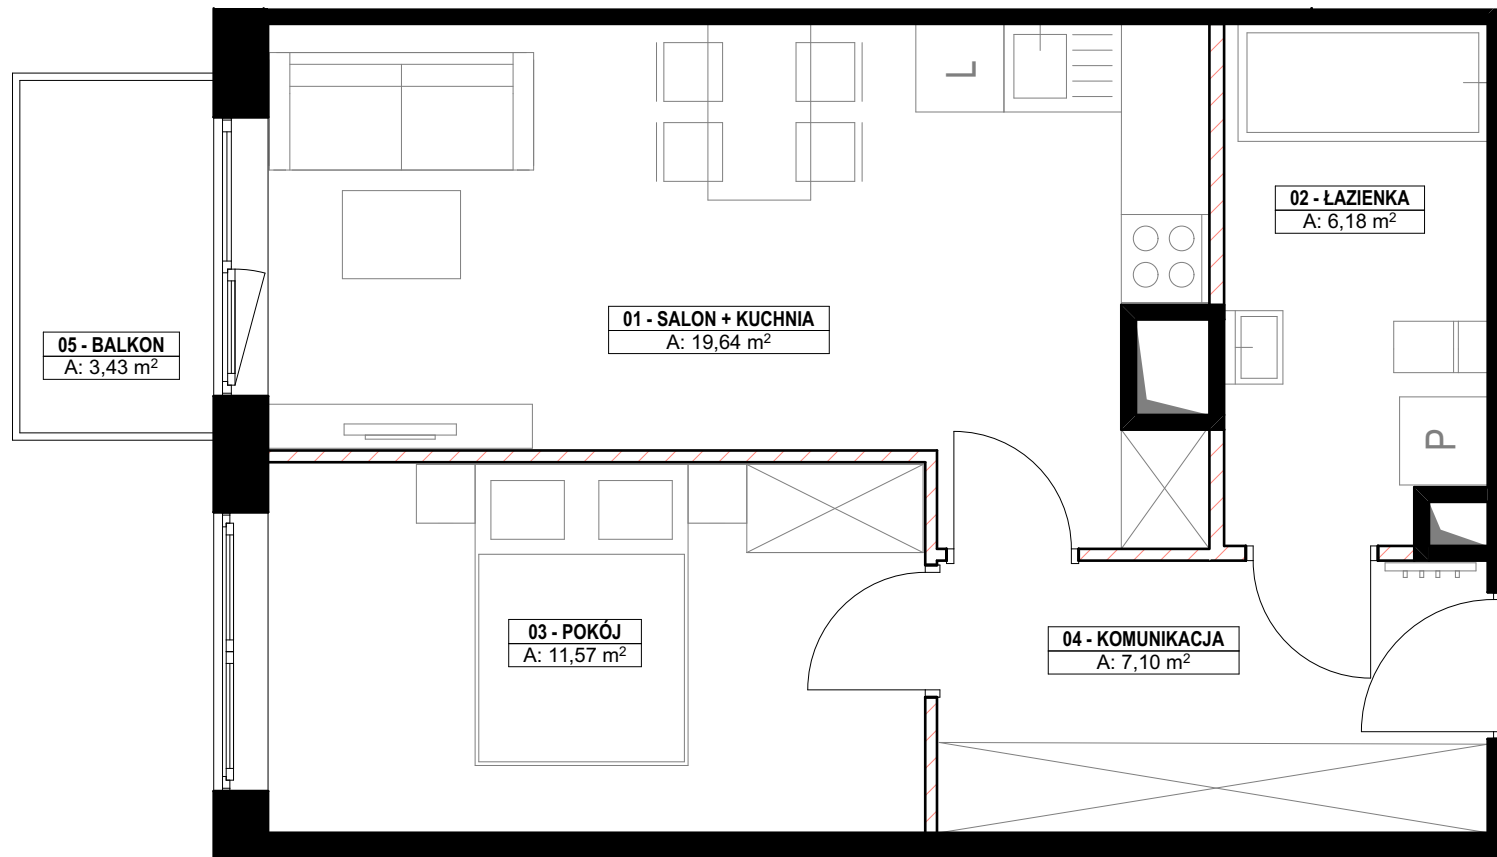 L
02 - ŁAZIENKA
A: 6,18 m²
01 - SALON + KUCHNIA
A: 19,64 m²
05 - BALKON
A: 3,43 m²
P
03 - POKÓJ
A: 11,57 m²
04 - KOMUNIKACJA
A: 7,10 m²